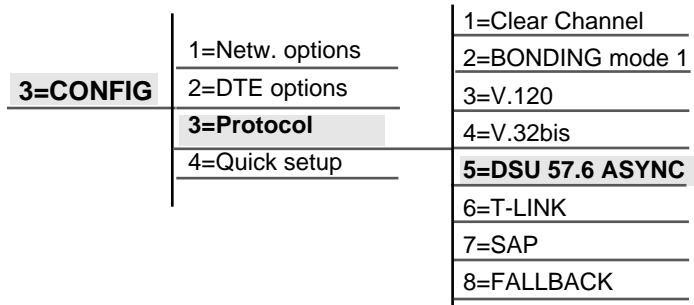 3=CONFIG
1=Netw. options
2=DTE options
3=Protocol
4=Quick setup
1=Clear Channel
2=BONDING mode 1
3=V.120
4=V.32bis
5=DSU 57.6 ASYNC
6=T-LINK
7=SAP
8=FALLBACK